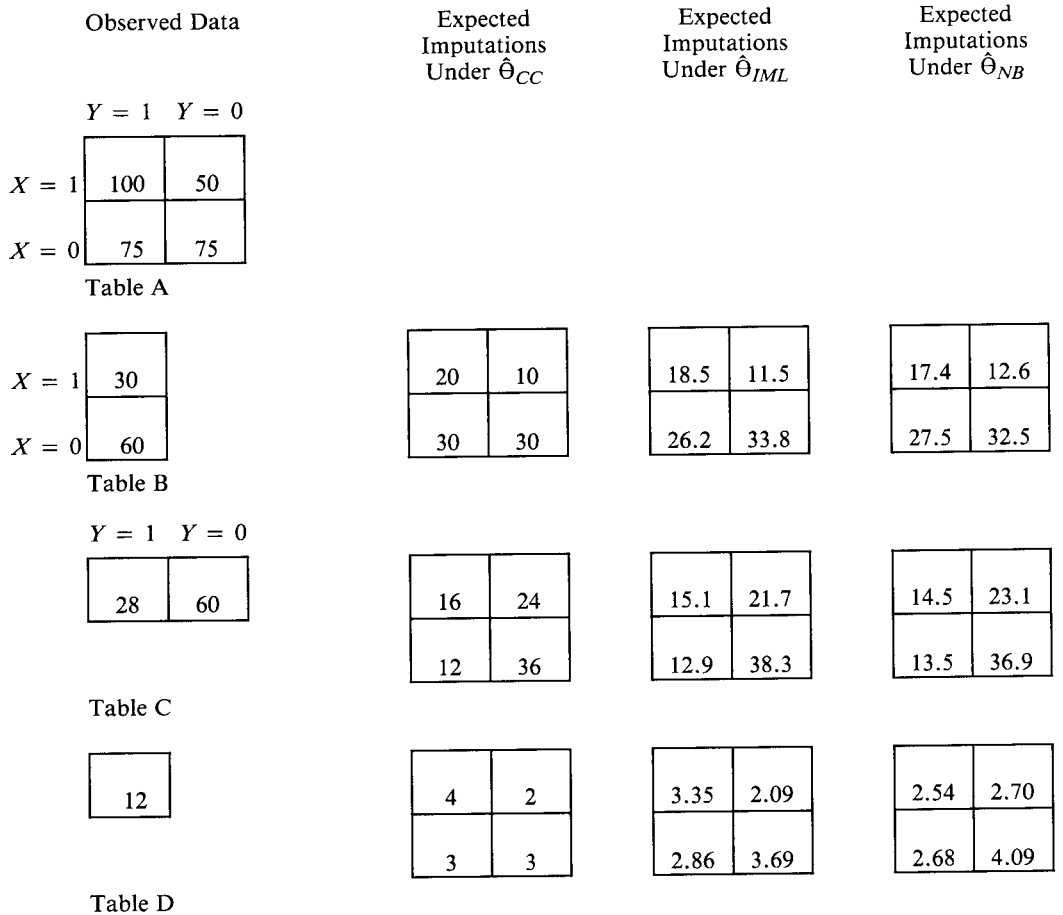 Observed Data
Expected Imputations Under Θ̂_CC
Expected Imputations Under Θ̂_IML
Expected Imputations Under Θ̂_NB
Y = 1 Y = 0
X = 1 100 50
X = 0 75 75
Table A
X = 1 30
X = 0 60
20 10
30 30
18.5 11.5
26.2 33.8
17.4 12.6
27.5 32.5
Table B
Y = 1 Y = 0
28 60
16 24
12 36
15.1 21.7
12.9 38.3
14.5 23.1
13.5 36.9
Table C
12
4 2
3 3
3.35 2.09
2.86 3.69
2.54 2.70
2.68 4.09
Table D